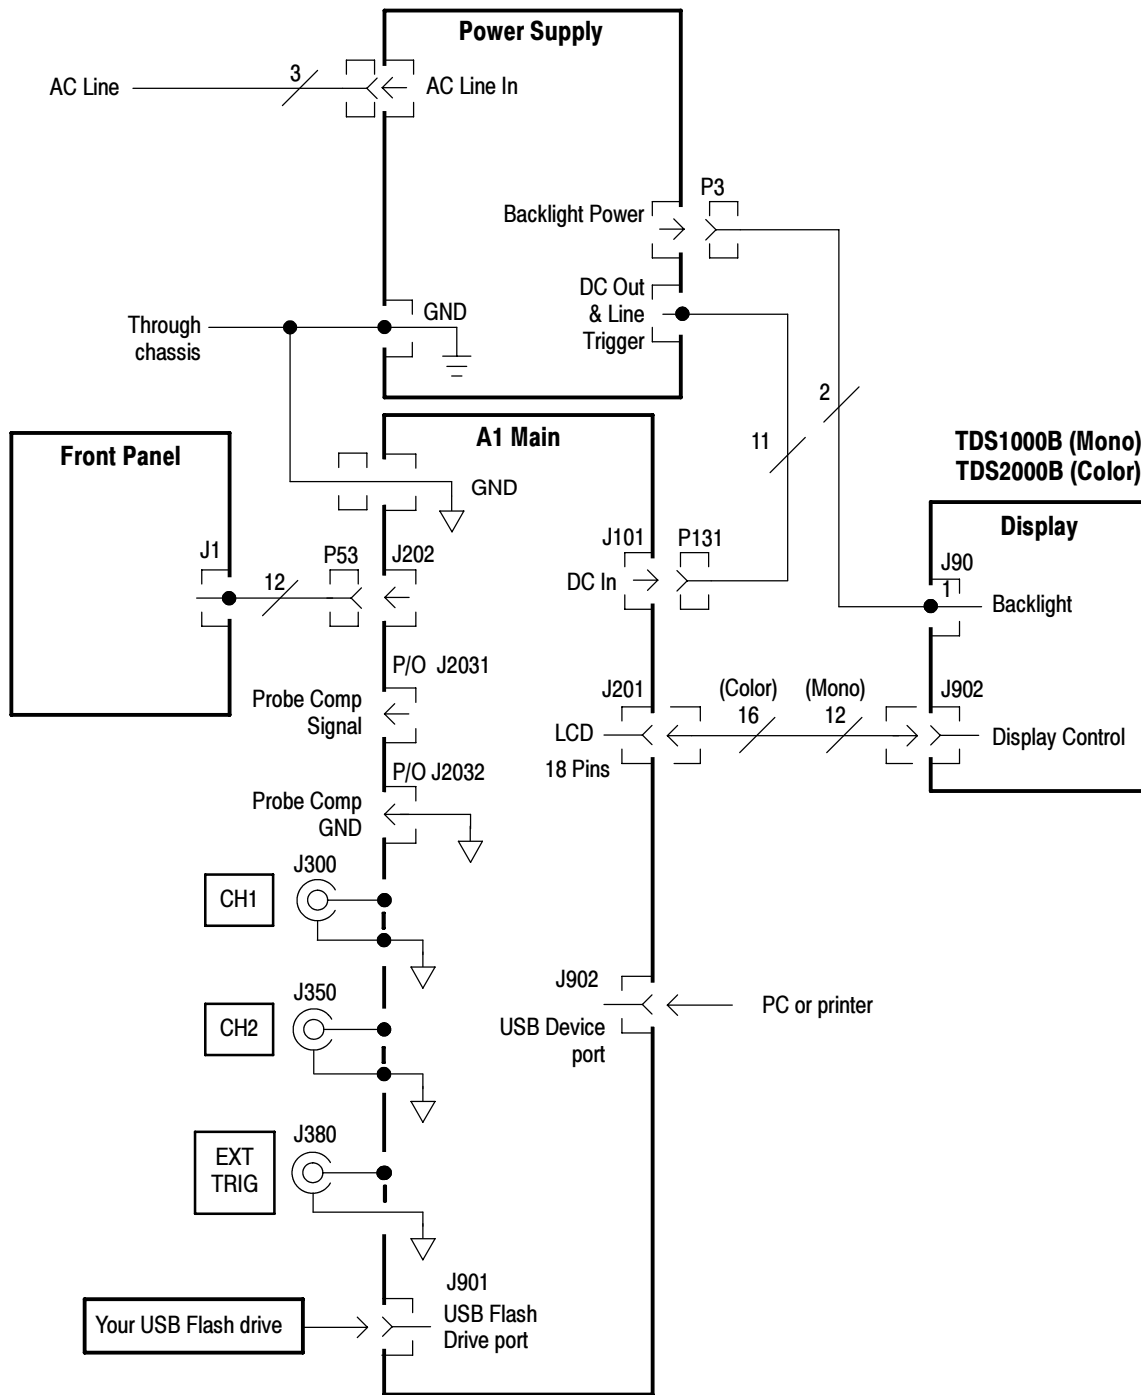 Power Supply
AC Line
3
AC Line In
P3
Backlight Power
DC Out
& Line
Trigger
GND
Through
chassis
2
11
A1 Main
Front Panel
TDS1000B (Mono)
TDS2000B (Color)
Display
GND
J1
12
P53
J202
J101
P131
DC In
J90
1
Backlight
P/O J2031
Probe Comp
Signal
J201
(Color)
16
(Mono)
12
J902
LCD
18 Pins
Display Control
P/O J2032
Probe Comp
GND
J300
CH1
J350
CH2
J902
USB Device
port
PC or printer
J380
EXT
TRIG
J901
USB Flash
Drive port
Your USB Flash drive